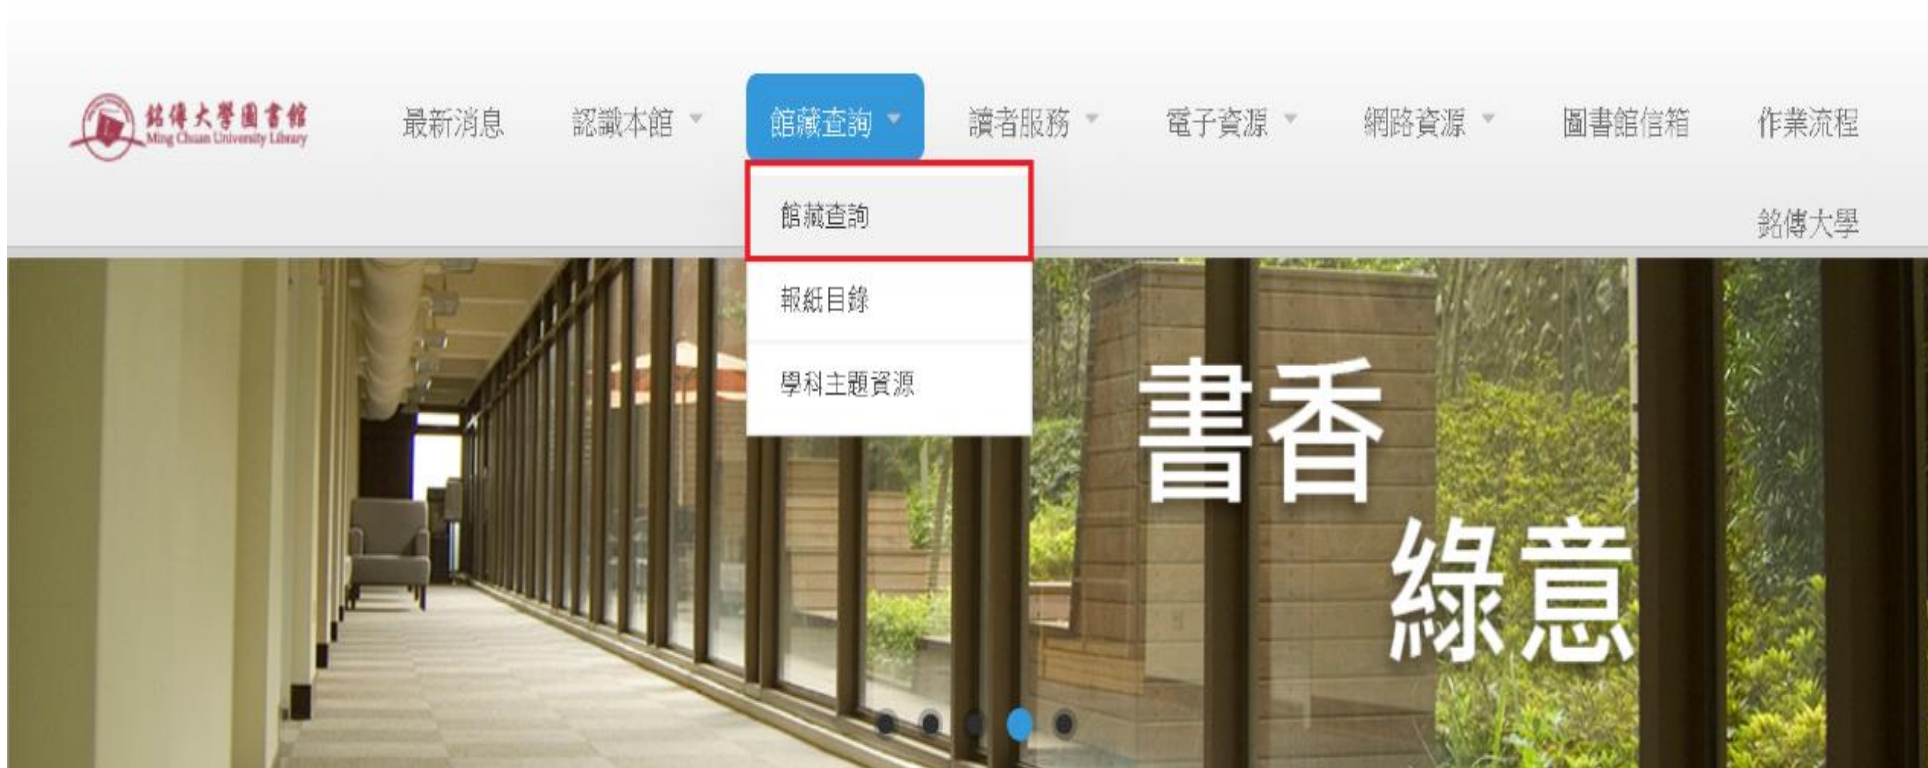 銘傳大學圖書館
Ming Chuan University Library
最新消息
認識本館
館藏查詢
讀者服務
電子資源
網路資源
圖書館信箱
作業流程
銘傳大學
館藏查詢
報紙目錄
學科主題資源
書香
綠意